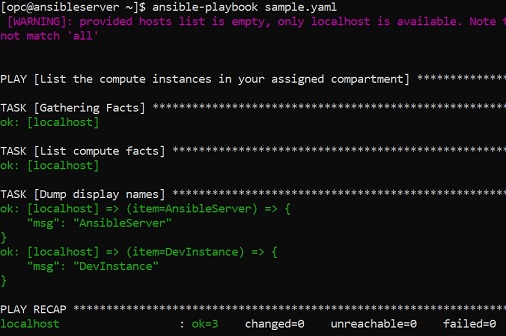 [opc@ansibleserver ~]$ ansible-playbook sample.yaml
 [WARNING]: provided hosts list is empty, only localhost is available. Note
not match 'all'
PLAY [List the compute instances in your assigned compartment] **************
TASK [Gathering Facts] *****************************************************
ok: [localhost]
TASK [List compute facts] **************************************************
ok: [localhost]
TASK [Dump display names] **************************************************
ok: [localhost] => (item=AnsibleServer) => {
    "msg": "AnsibleServer"
}
ok: [localhost] => (item=DevInstance) => {
    "msg": "DevInstance"
}
PLAY RECAP *****************************************************************
localhost                  : ok=3    changed=0    unreachable=0    failed=0